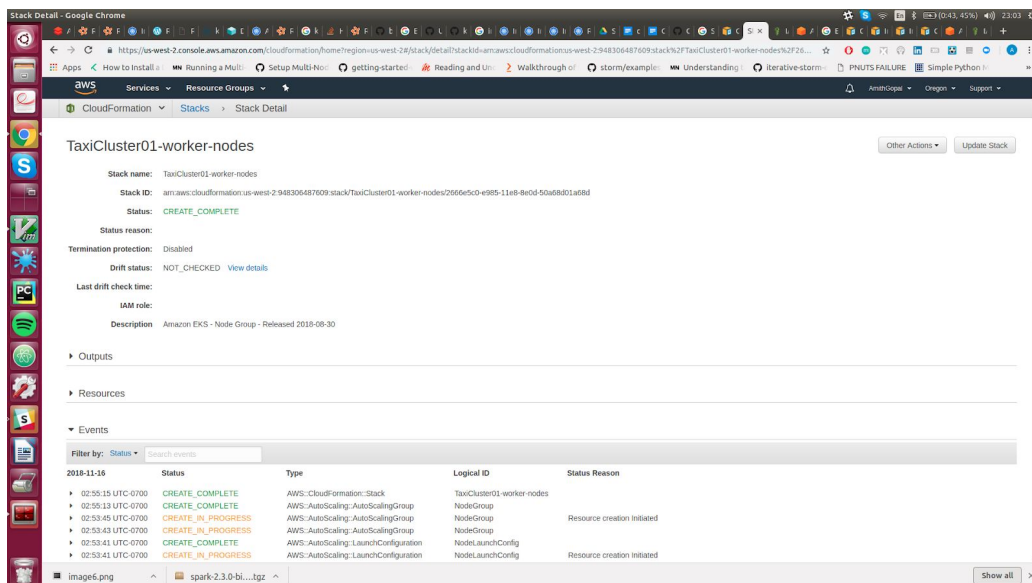 Stack Detail - Google Chrome
(0:43, 45%) 23:03
https://us-west-2.console.aws.amazon.com/cloudformation/home?region=us-west-2#/stack/detail?stackId=arn:aws:cloudformation:us-west-2:948306487609:stack%2FTaxiCluster01-worker-nodes%2F26...
Apps How to Install a Running a Multi- Setup Multi-Nod getting-started- Reading and Un Walkthrough of storm/example Understanding iterative-storm- PNUTS FAILURE Simple Python
aws Services Resource Groups AmithGopal Oregon Support
CloudFormation Stacks Stack Detail
TaxiCluster01-worker-nodes Other Actions Update Stack
Stack name: TaxiCluster01-worker-nodes
Stack ID: arn:aws:cloudformation:us-west-2:948306487609:stack/TaxiCluster01-worker-nodes/2666e5c0-e985-11e8-8e0d-50a68d01a68d
Status: CREATE_COMPLETE
Status reason:
Termination protection: Disabled
Drift status: NOT_CHECKED View details
Last drift check time:
IAM role:
Description Amazon EKS - Node Group - Released 2018-08-30
Outputs
Resources
Events
Filter by: Status Search events
2018-11-16 Status Type Logical ID Status Reason
02:55:15 UTC-0700 CREATE_COMPLETE AWS::CloudFormation::Stack TaxiCluster01-worker-nodes
02:55:13 UTC-0700 CREATE_COMPLETE AWS::AutoScaling::AutoScalingGroup NodeGroup
02:53:45 UTC-0700 CREATE_IN_PROGRESS AWS::AutoScaling::AutoScalingGroup NodeGroup Resource creation Initiated
02:53:43 UTC-0700 CREATE_IN_PROGRESS AWS::AutoScaling::AutoScalingGroup NodeGroup
02:53:41 UTC-0700 CREATE_COMPLETE AWS::AutoScaling::LaunchConfiguration NodeLaunchConfig
02:53:41 UTC-0700 CREATE_IN_PROGRESS AWS::AutoScaling::LaunchConfiguration NodeLaunchConfig Resource creation Initiated
image6.png spark-2.3.0-bi....tgz Show all